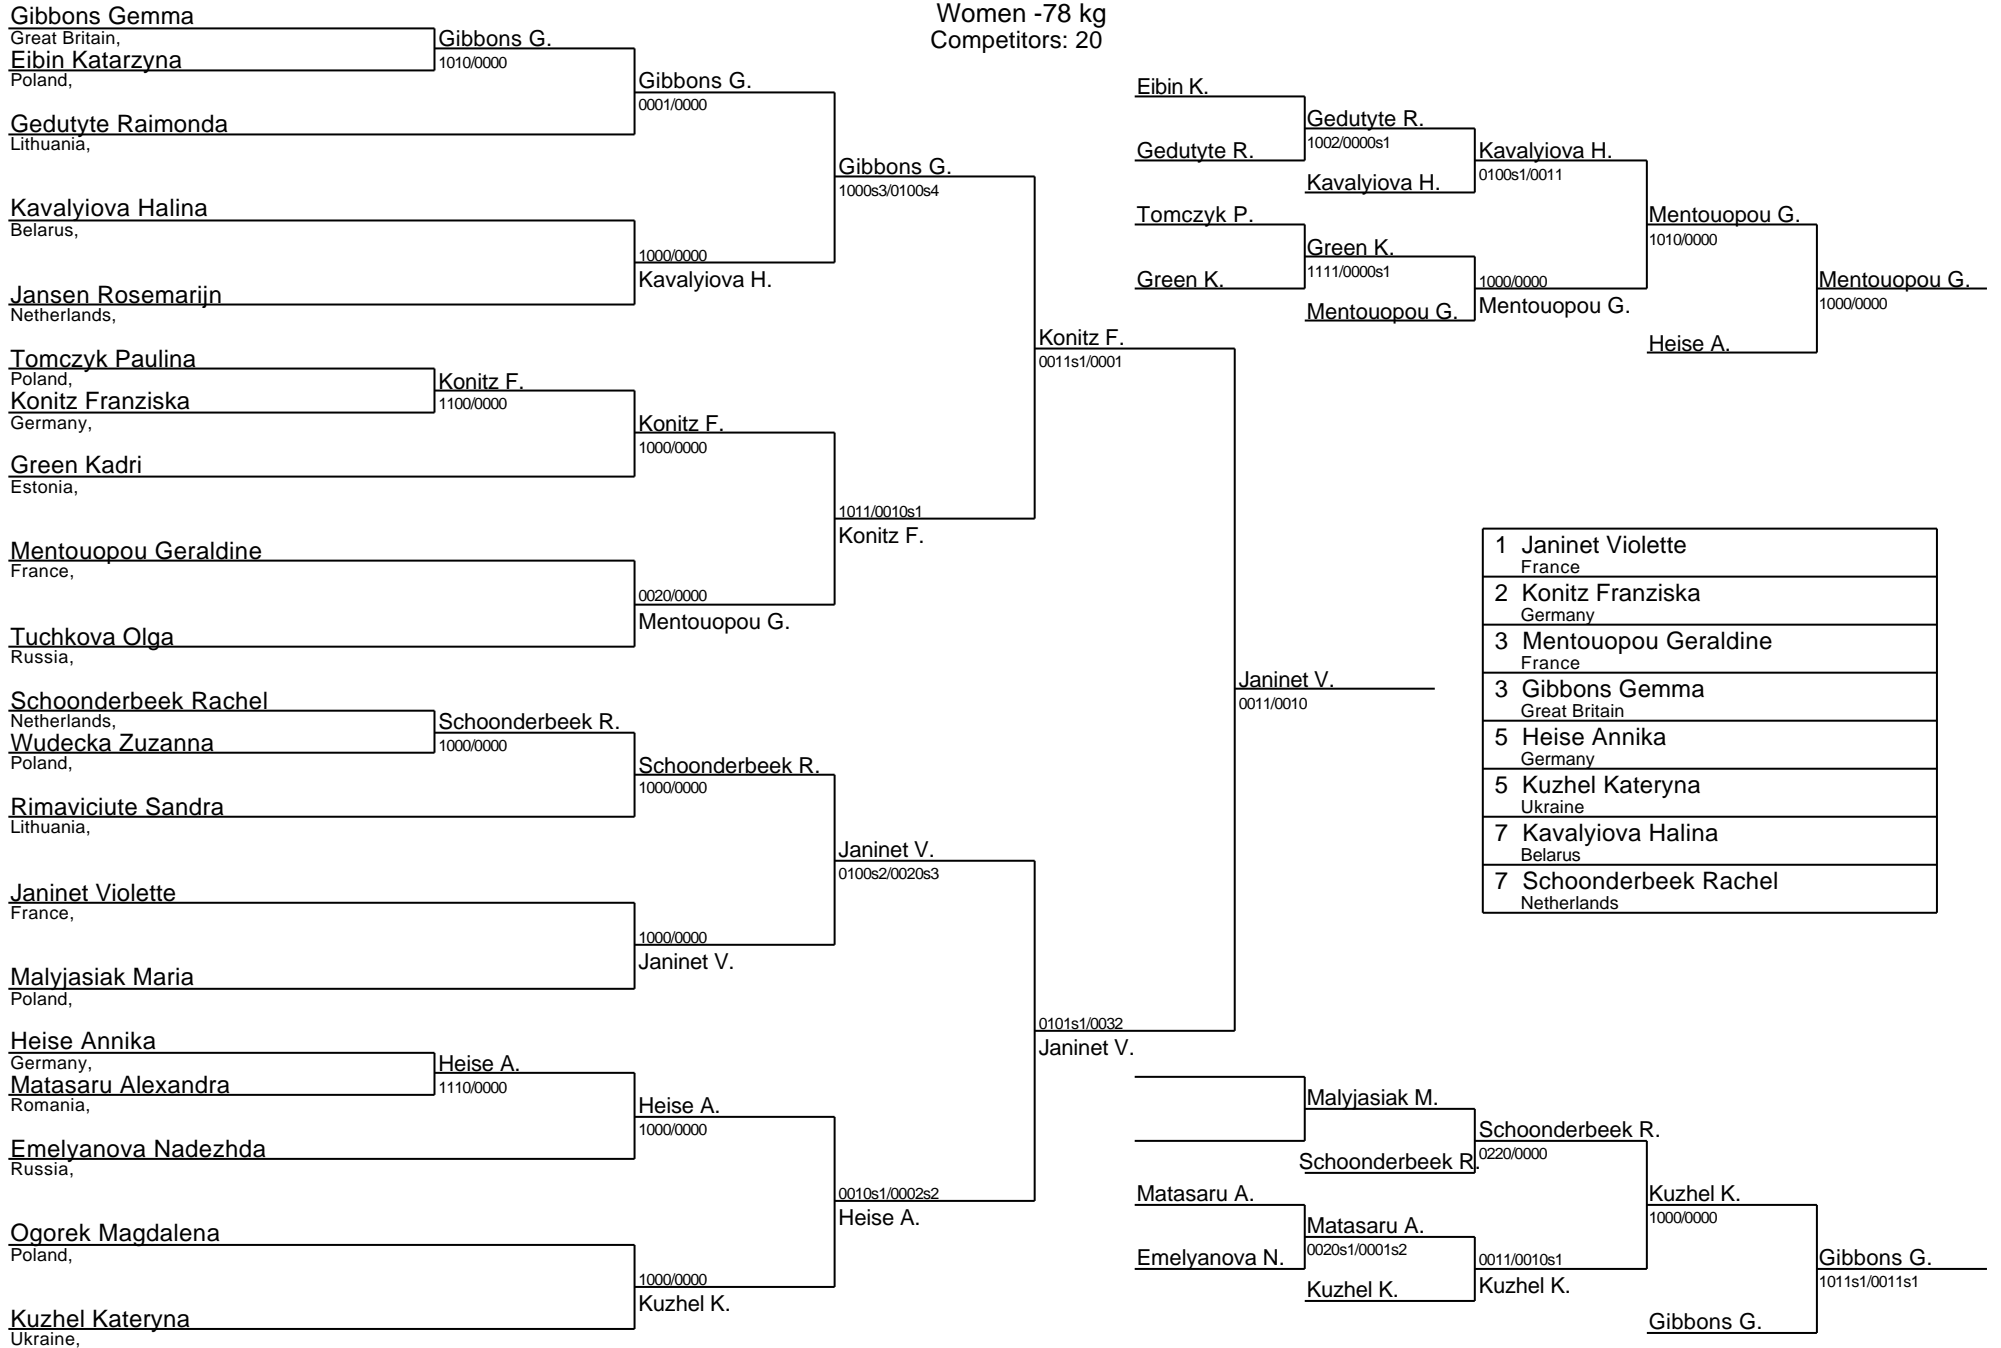 Women -78 kg
Competitors: 20
Gibbons Gemma
Great Britain,
Eibin Katarzyna
Poland,
Gedutyte Raimonda
Lithuania,
Kavalyiova Halina
Belarus,
Jansen Rosemarijn
Netherlands,
Tomczyk Paulina
Poland,
Konitz Franziska
Germany,
Green Kadri
Estonia,
Mentouopou Geraldine
France,
Tuchkova Olga
Russia,
Schoonderbeek Rachel
Netherlands,
Wudecka Zuzanna
Poland,
Rimaviciute Sandra
Lithuania,
Janinet Violette
France,
Malyjasiak Maria
Poland,
Heise Annika
Germany,
Matasaru Alexandra
Romania,
Emelyanova Nadezhda
Russia,
Ogorek Magdalena
Poland,
Kuzhel Kateryna
Ukraine,
Gibbons G.
1010/0000
Konitz F.
1100/0000
Schoonderbeek R.
1000/0000
Heise A.
1110/0000
Gibbons G.
0001/0000
1000/0000
Kavalyiova H.
Konitz F.
1000/0000
0020/0000
Mentouopou G.
Schoonderbeek R.
1000/0000
1000/0000
Janinet V.
Heise A.
1000/0000
1000/0000
Kuzhel K.
Gibbons G.
1000s3/0100s4
1011/0010s1
Konitz F.
Janinet V.
0100s2/0020s3
0010s1/0002s2
Heise A.
Konitz F.
0011s1/0001
0101s1/0032
Janinet V.
Janinet V.
0011/0010
Eibin K.
Gedutyte R.
Tomczyk P.
Green K.
Gedutyte R.
1002/0000s1
Kavalyiova H.
Green K.
1111/0000s1
Mentouopou G.
Kavalyiova H.
0100s1/0011
1000/0000
Mentouopou G.
Mentouopou G.
1010/0000
Heise A.
Mentouopou G.
1000/0000
1 Janinet Violette
France
2 Konitz Franziska
Germany
3 Mentouopou Geraldine
France
3 Gibbons Gemma
Great Britain
5 Heise Annika
Germany
5 Kuzhel Kateryna
Ukraine
7 Kavalyiova Halina
Belarus
7 Schoonderbeek Rachel
Netherlands
Matasaru A.
Emelyanova N.
Malyjasiak M.
Schoonderbeek R.
Matasaru A.
0020s1/0001s2
Kuzhel K.
Schoonderbeek R.
0220/0000
0011/0010s1
Kuzhel K.
Kuzhel K.
1000/0000
Gibbons G.
Gibbons G.
1011s1/0011s1